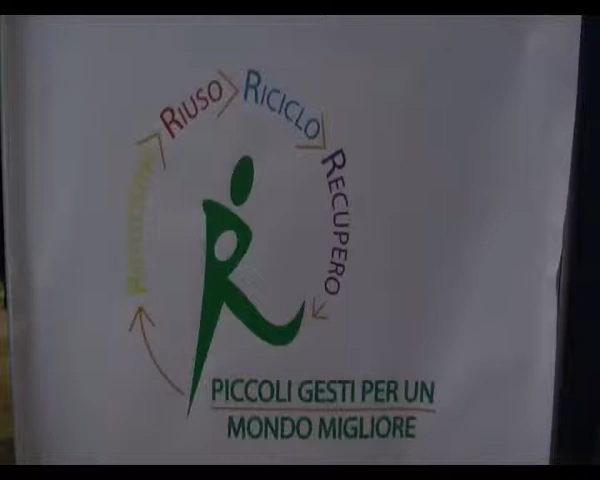 RIUSO
RICICLO
RECUPERO
PICCOLI GESTI PER UN
MONDO MIGLIORE